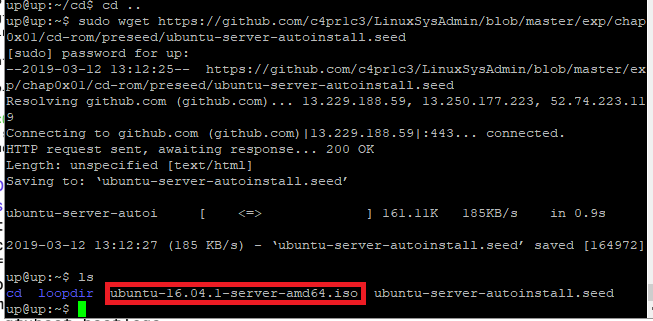 up@up:~/cd$ cd ..
up@up:~$ sudo wget https://github.com/c4pr1c3/LinuxSysAdmin/blob/master/exp/chap
0x01/cd-rom/preseed/ubuntu-server-autoinstall.seed
[sudo] password for up:
--2019-03-12 13:12:25--  https://github.com/c4pr1c3/LinuxSysAdmin/blob/master/ex
p/chap0x01/cd-rom/preseed/ubuntu-server-autoinstall.seed
Resolving github.com (github.com)... 13.229.188.59, 13.250.177.223, 52.74.223.11
9
Connecting to github.com (github.com)|13.229.188.59|:443... connected.
HTTP request sent, awaiting response... 200 OK
Length: unspecified [text/html]
Saving to: ‘ubuntu-server-autoinstall.seed’
ubuntu-server-autoi     [    <=>             ] 161.11K   185KB/s    in 0.9s
2019-03-12 13:12:27 (185 KB/s) - ‘ubuntu-server-autoinstall.seed’ saved [164972]
up@up:~$ ls
cd  loopdir  ubuntu-16.04.1-server-amd64.iso  ubuntu-server-autoinstall.seed
up@up:~$